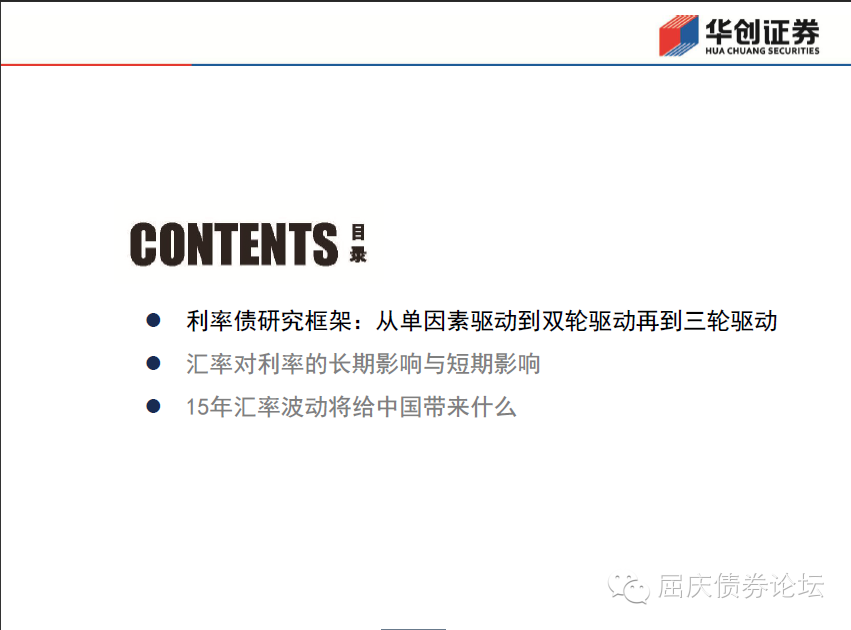 华创证券
HUA CHUANG SECURITIES
CONTENTS 目录
利率债研究框架：从单因素驱动到双轮驱动再到三轮驱动
汇率对利率的长期影响与短期影响
15年汇率波动将给中国带来什么
屈庆债券论坛